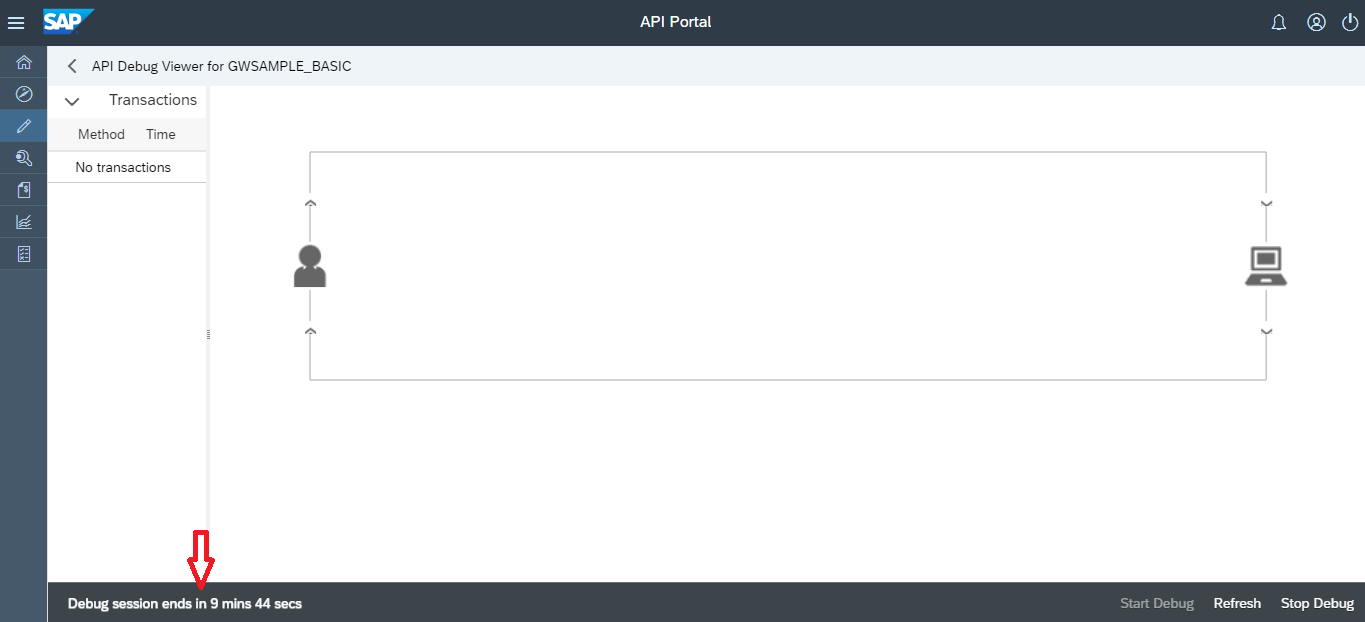 SAP
API Portal
API Debug Viewer for GWSAMPLE_BASIC
Transactions
Method Time
No transactions
Debug session ends in 9 mins 44 secs
Start Debug Refresh Stop Debug